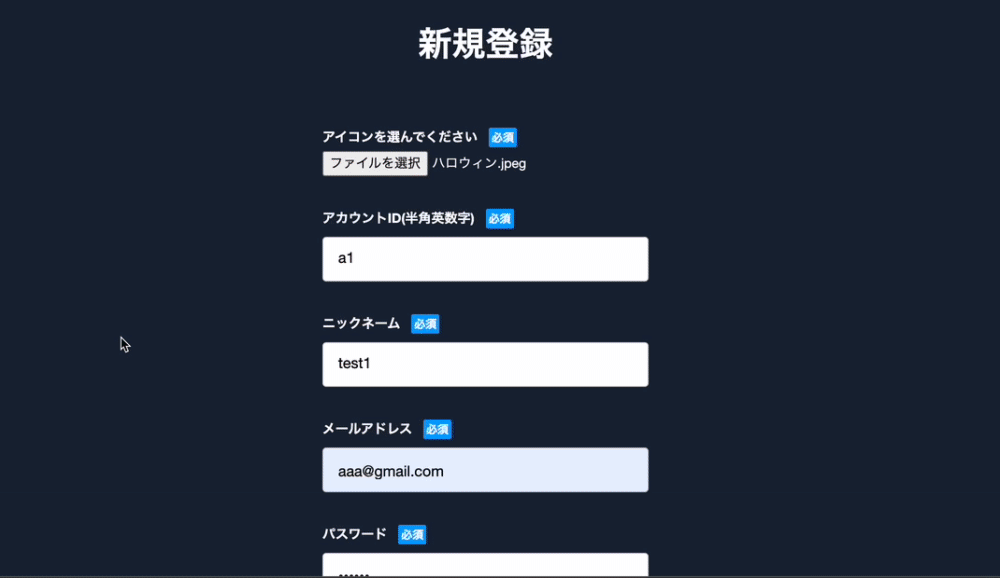 新規登録
アイコンを選んでください 必須
ファイルを選択 ハロウィン.jpeg
アカウントID(半角英数字) 必須
a1
ニックネーム 必須
test1
メールアドレス 必須
aaa@gmail.com
パスワード 必須